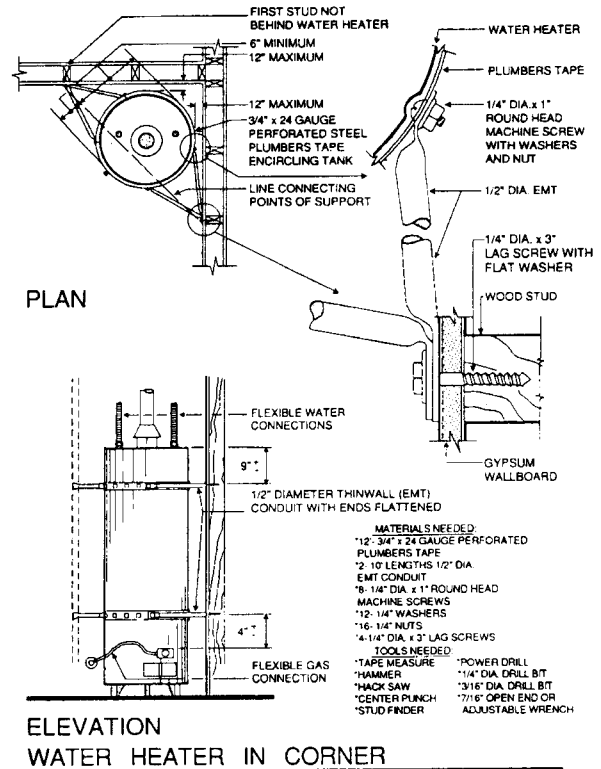 FIRST STUD NOT
BEHIND WATER HEATER
6" MINIMUM
12" MAXIMUM
12" MAXIMUM
3/4" x 24 GAUGE
PERFORATED STEEL
PLUMBERS TAPE
ENCIRCLING TANK
LINE CONNECTING
POINTS OF SUPPORT
PLAN
WATER HEATER
PLUMBERS TAPE
1/4" DIA. x 1"
ROUND HEAD
MACHINE SCREW
WITH WASHERS
AND NUT
1/2" DIA. EMT
1/4" DIA. x 3"
LAG SCREW WITH
FLAT WASHER
WOOD STUD
GYPSUM
WALLBOARD
FLEXIBLE WATER
CONNECTIONS
9" ±
1/2" DIAMETER THINWALL (EMT)
CONDUIT WITH ENDS FLATTENED
4" ±
FLEXIBLE GAS
CONNECTION
MATERIALS NEEDED:
*12'- 3/4" x 24 GAUGE PERFORATED
PLUMBERS TAPE
*2- 10' LENGTHS 1/2" DIA.
EMT CONDUIT
*8- 1/4" DIA. x 1" ROUND HEAD
MACHINE SCREWS
*12- 1/4" WASHERS
*16- 1/4" NUTS
*4-1/4" DIA. x 3" LAG SCREWS
TOOLS NEEDED:
*TAPE MEASURE *POWER DRILL
*HAMMER *1/4" DIA. DRILL BIT
*HACK SAW *3/16" DIA. DRILL BIT
*CENTER PUNCH *7/16" OPEN END OR
*STUD FINDER ADJUSTABLE WRENCH
ELEVATION
WATER HEATER IN CORNER